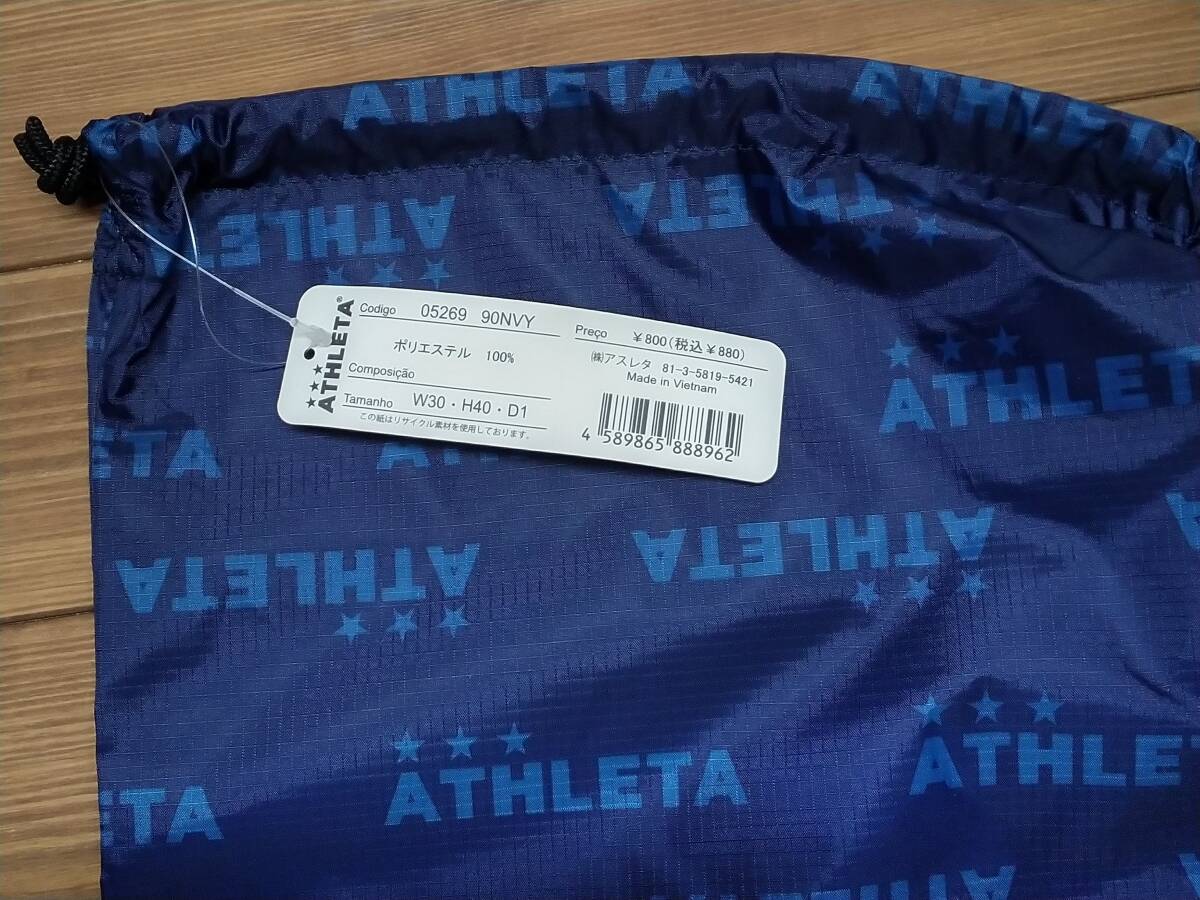 ATHLETA ATHLETA
ATHLETA ATHLETA
ATHLETA®
Codigo 05269 90NVY
ポリエステル 100%
Composição
Tamanho W30・H40・D1
この紙はリサイクル素材を使用しております。
Preço ￥800(税込￥880)
㈱アスレタ 81-3-5819-5421
Made in Vietnam
4 589865 888962
ATHLETA
ATHLETA ATHLETA
ATHLETA ATHLE